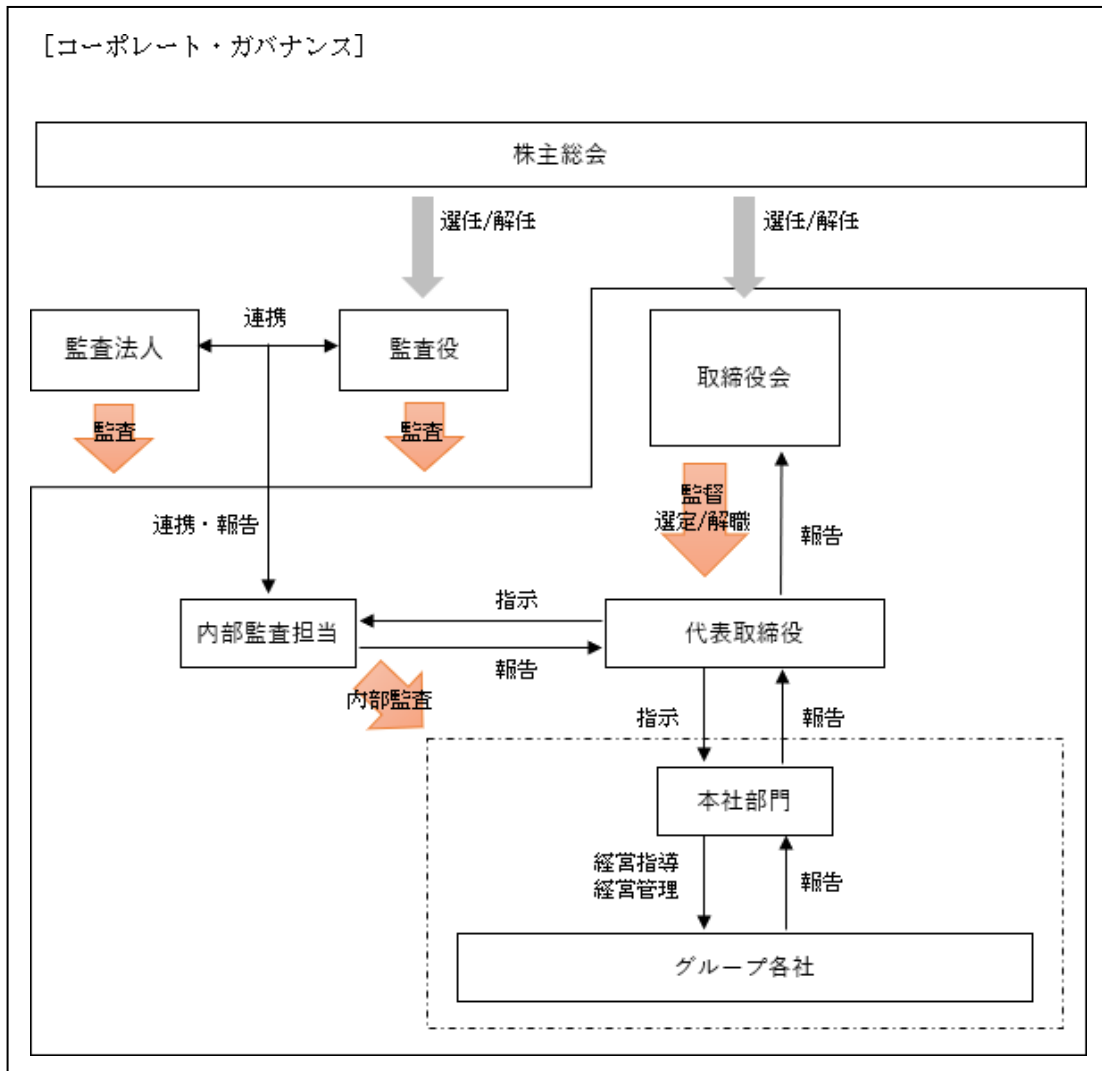 ［コーポレート・ガバナンス］
株主総会
選任/解任
選任/解任
連携
監査法人
監査役
取締役会
監査
監査
監督
選定/解職
連携・報告
報告
指示
内部監査担当
代表取締役
報告
内部監査
指示
報告
本社部門
経営指導
経営管理
報告
グループ各社